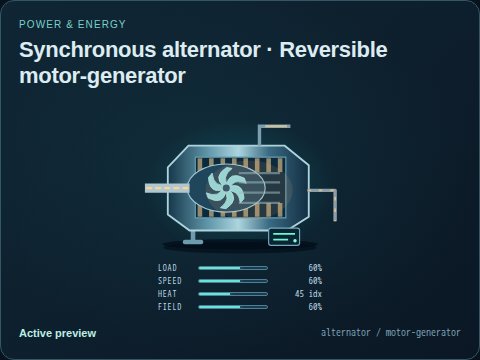 POWER & ENERGY
Synchronous alternator · Reversible
motor-generator
LOAD 60%
SPEED 60%
HEAT 45 idx
FIELD 60%
Active preview
alternator / motor-generator